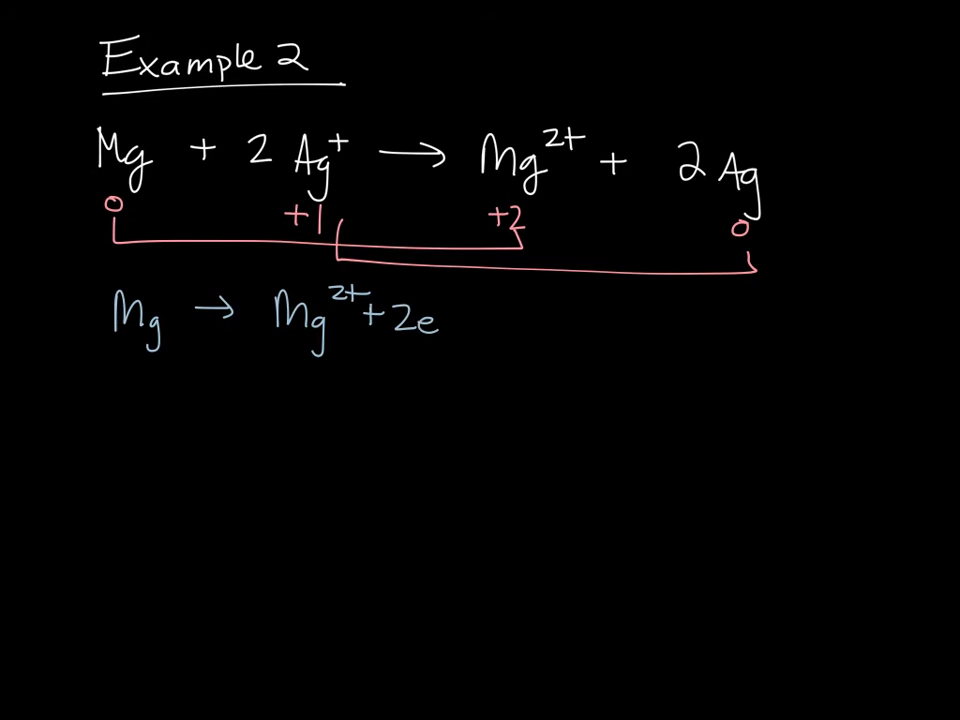 Example 2
Mg + 2 Ag⁺ → Mg²⁺ + 2 Ag
0 +1 +2 0
Mg → Mg²⁺ + 2e